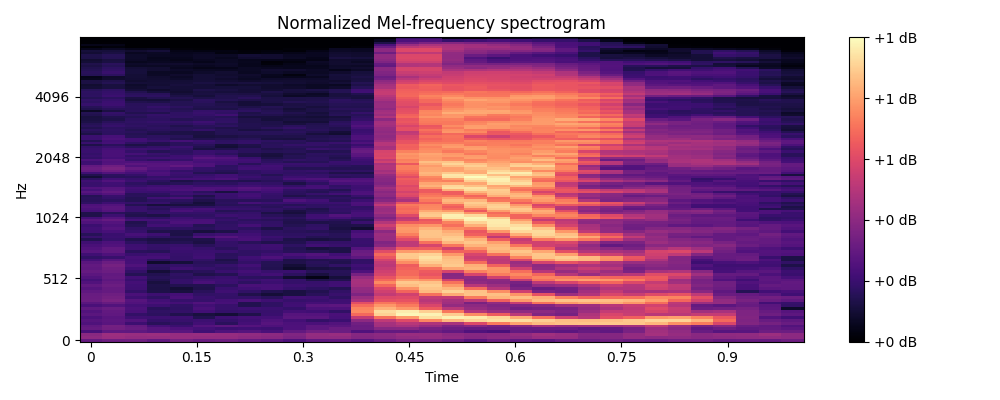 Normalized Mel-frequency spectrogram
+1 dB
+1 dB
+1 dB
+0 dB
+0 dB
+0 dB
4096
2048
1024
512
0
Hz
0
0.15
0.3
0.45
0.6
0.75
0.9
Time